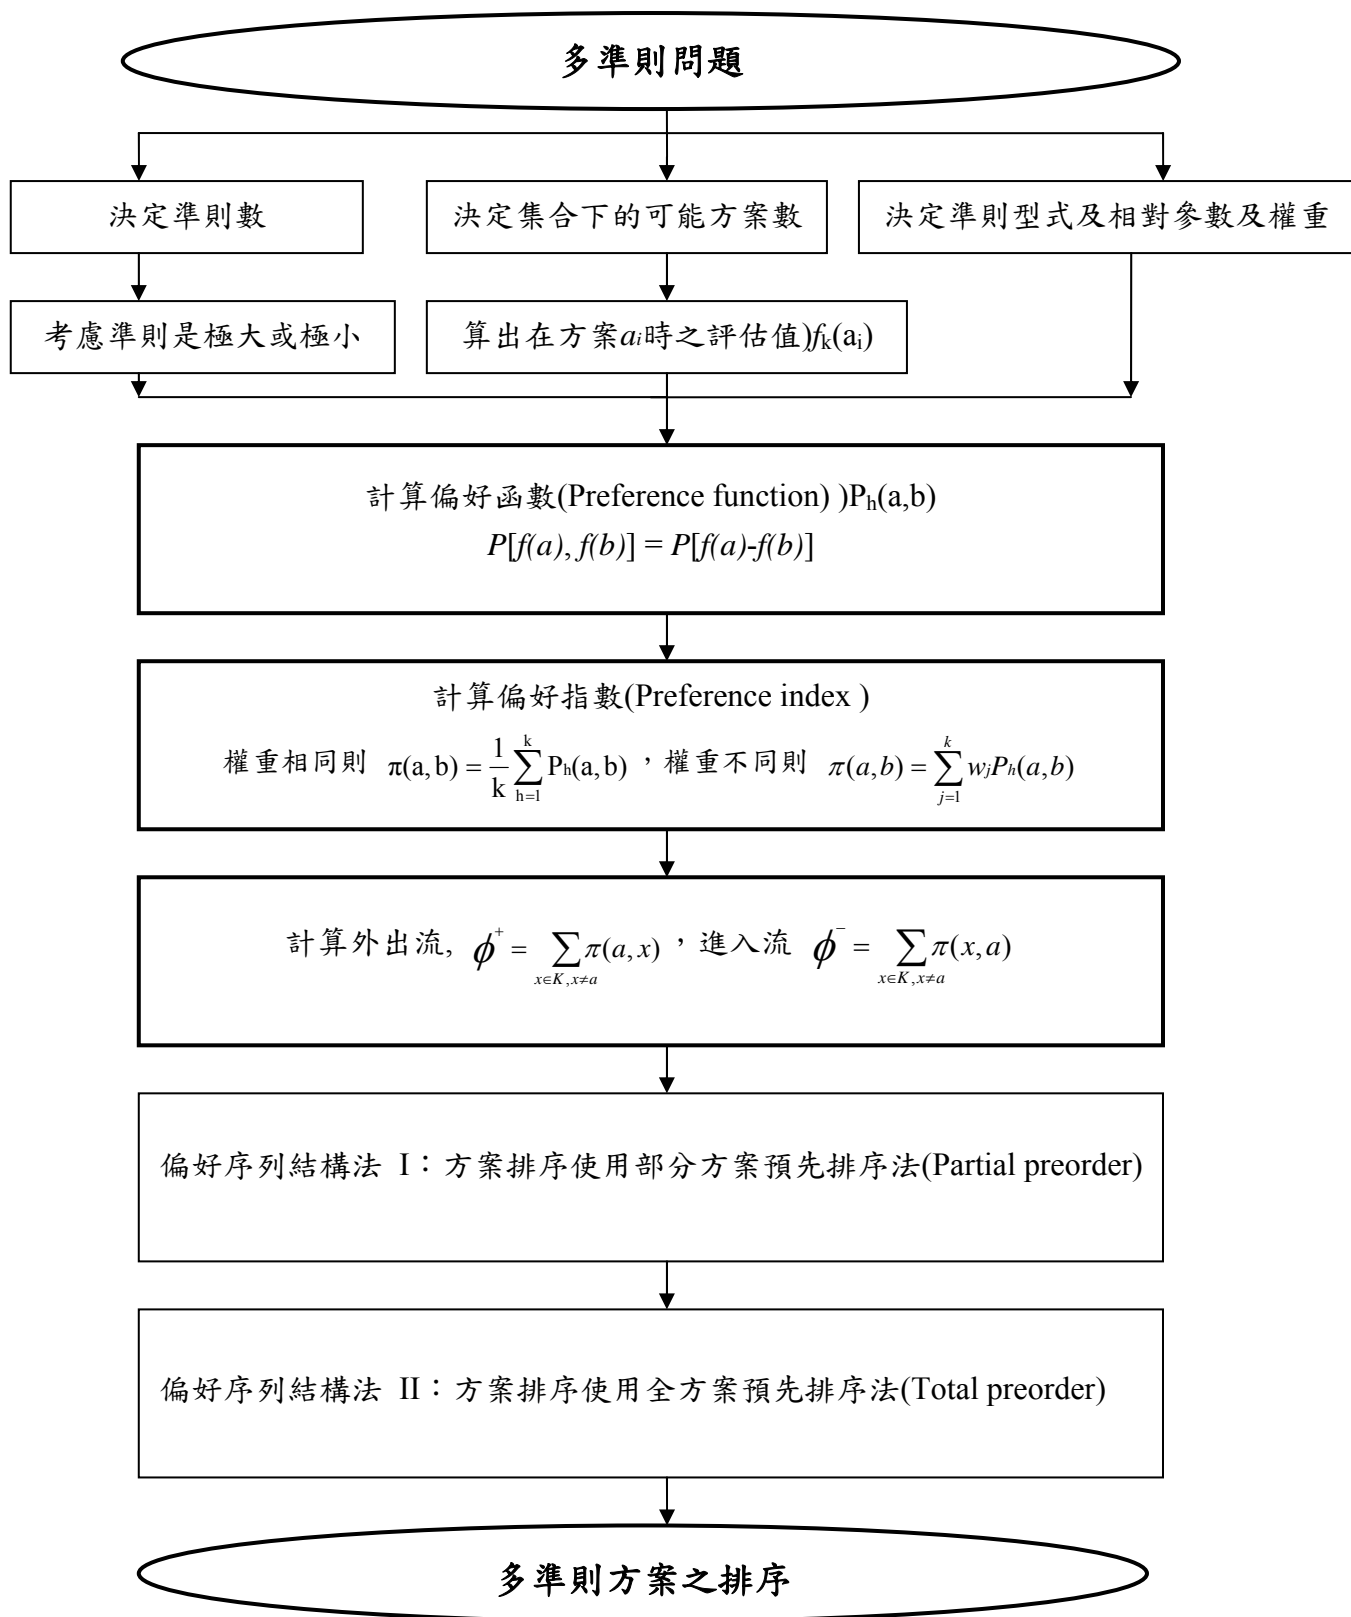 多準則問題
決定準則數
決定集合下的可能方案數
決定準則型式及相對參數及權重
考慮準則是極大或極小
算出在方案ai時之評估值)fk(ai)
計算偏好函數(Preference function) )Ph(a,b)
P[f(a), f(b)] = P[f(a)-f(b)]
計算偏好指數(Preference index )
權重相同則 π(a, b) = 1/k ∑_{h=1}^{k} Ph(a, b) ，權重不同則 π(a, b) = ∑_{j=1}^{k} wjPh(a, b)
計算外出流, ϕ⁺ = ∑_{x∈K, x≠a} π(a, x) ，進入流 ϕ⁻ = ∑_{x∈K, x≠a} π(x, a)
偏好序列結構法 I：方案排序使用部分方案預先排序法(Partial preorder)
偏好序列結構法 II：方案排序使用全方案預先排序法(Total preorder)
多準則方案之排序